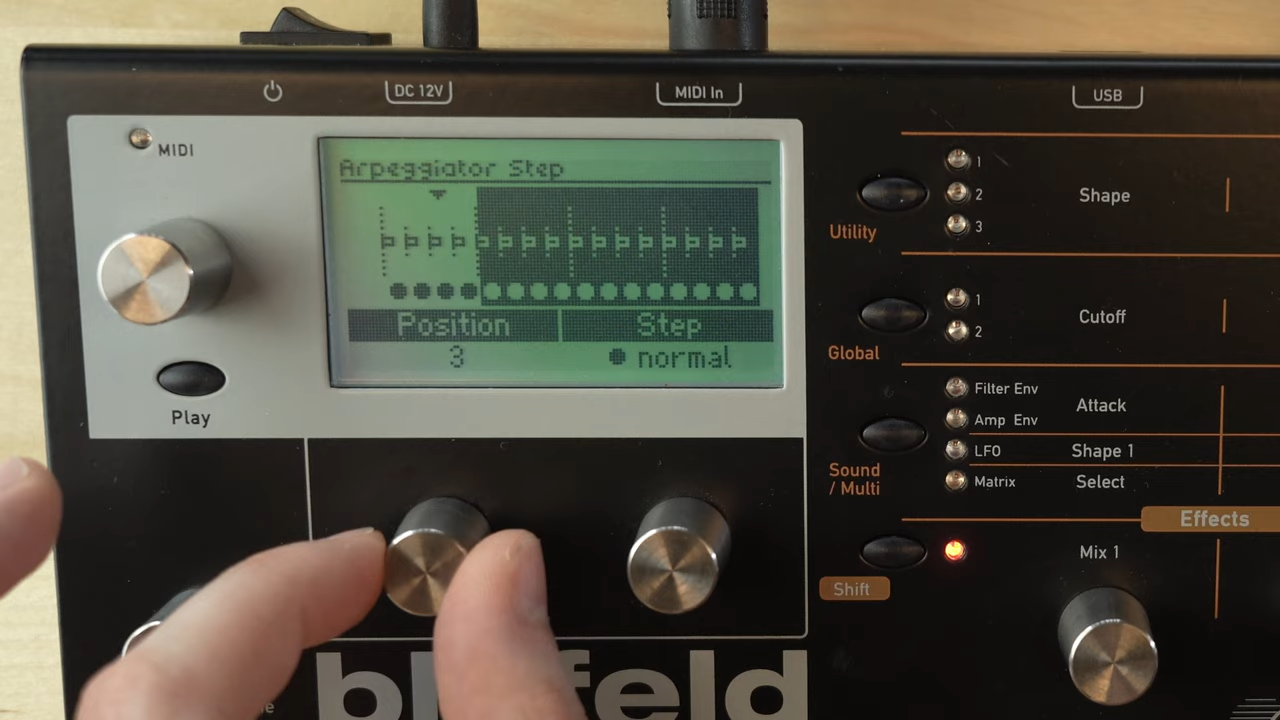 DC 12V
MIDI In
USB
MIDI
Arpeggiator Step
Position Step
3 normal
Play
1
2
3
Shape
Utility
1
2
Cutoff
Global
Filter Env
Amp Env
Attack
LFO
Shape 1
Matrix
Select
Sound
/ Multi
Effects
Mix 1
Shift